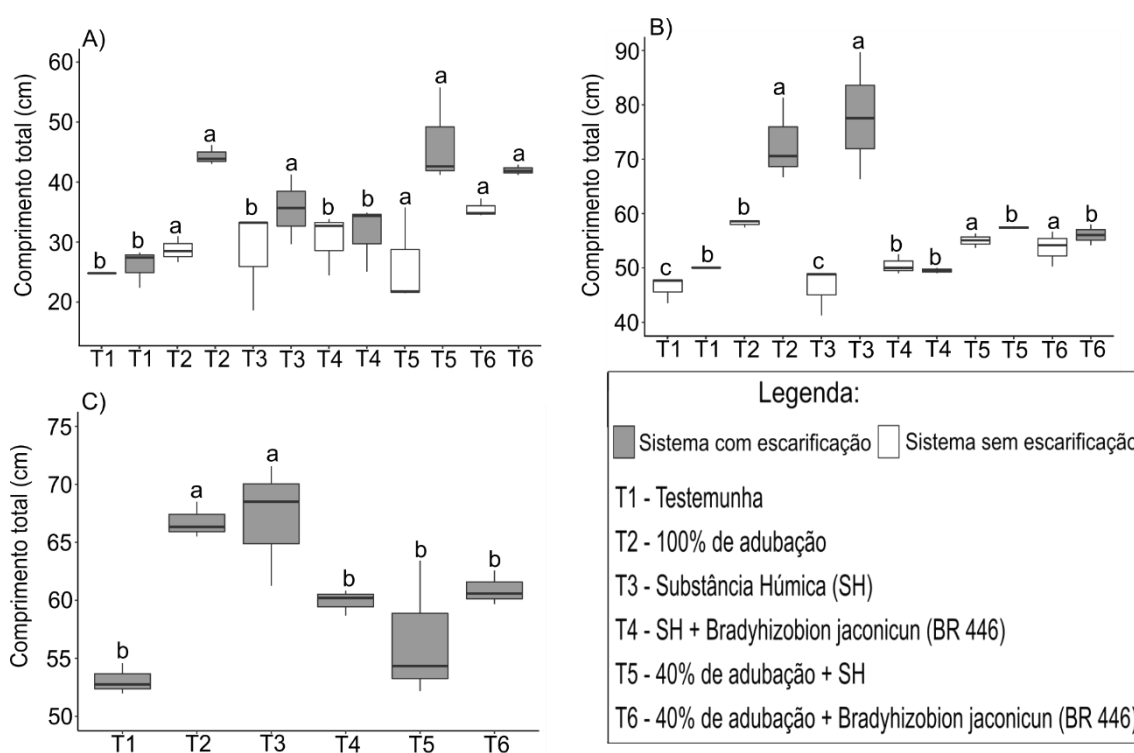 A)
Comprimento total (cm)
60
50
40
30
20
b b a a b a b b a a a a
T1 T1 T2 T2 T3 T3 T4 T4 T5 T5 T6 T6
B)
Comprimento total (cm)
90
80
70
60
50
40
c b b a c a b b a b a b
T1 T1 T2 T2 T3 T3 T4 T4 T5 T5 T6 T6
C)
Comprimento total (cm)
75
70
65
60
55
50
b a a b b b
T1 T2 T3 T4 T5 T6
Legenda:
Sistema com escarificação Sistema sem escarificação
T1 - Testemunha
T2 - 100% de adubação
T3 - Substância Húmica (SH)
T4 - SH + Bradyhizobion jaconicun (BR 446)
T5 - 40% de adubação + SH
T6 - 40% de adubação + Bradyhizobion jaconicun (BR 446)